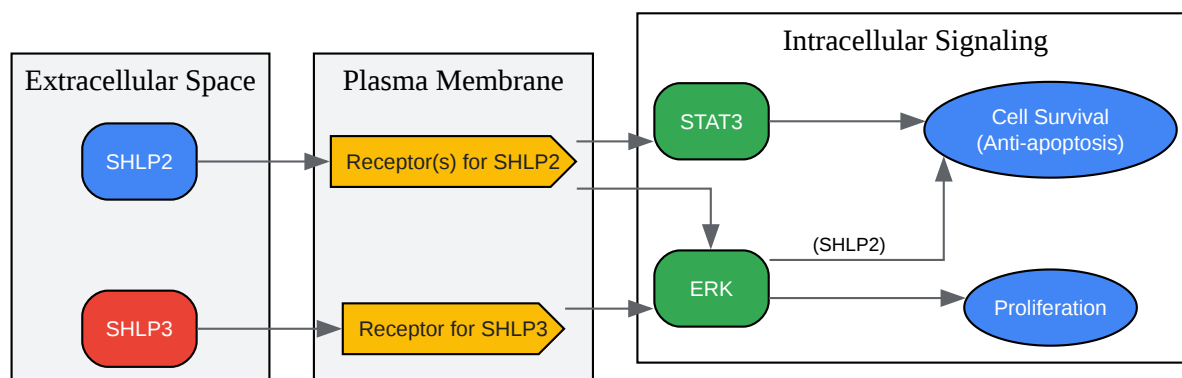 Extracellular Space
SHLP2
SHLP3
Plasma Membrane
Receptor(s) for SHLP2
Receptor for SHLP3
Intracellular Signaling
STAT3
ERK
(SHLP2)
Cell Survival
(Anti-apoptosis)
Proliferation